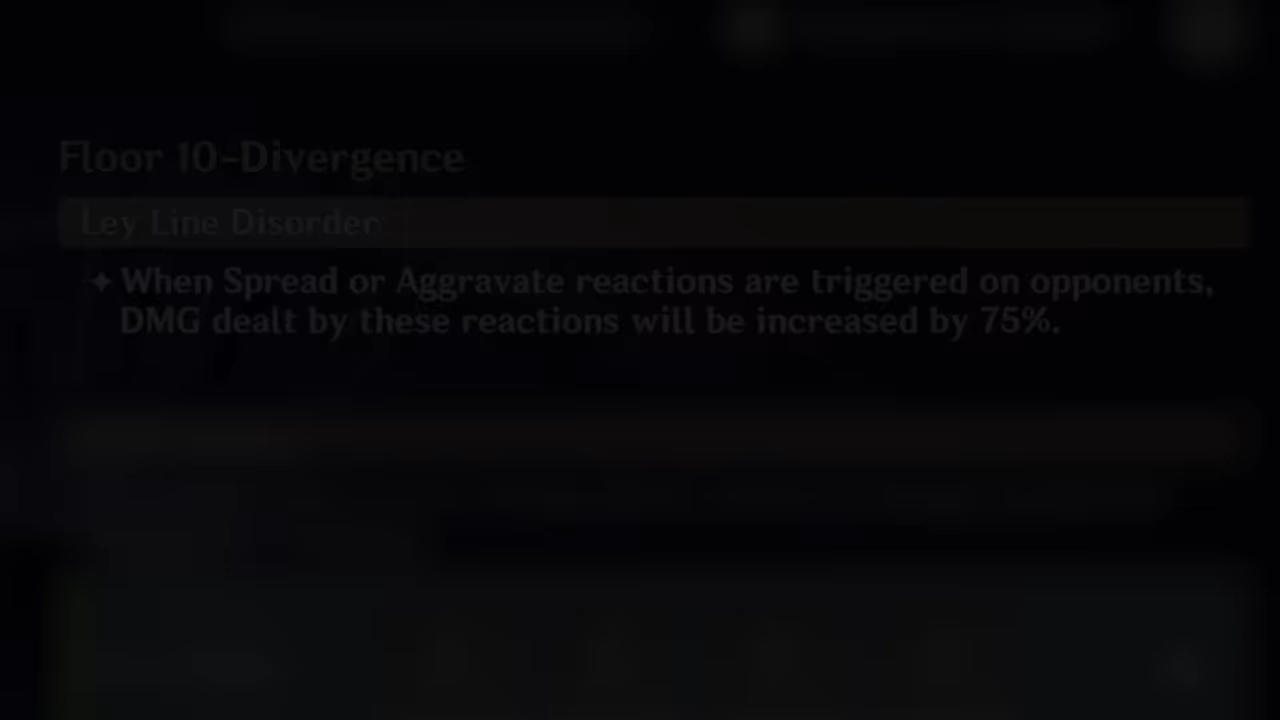 Floor 10-Divergence
Ley Line Disorder
✦ When Spread or Aggravate reactions are triggered on opponents,
DMG dealt by these reactions will be increased by 75%.